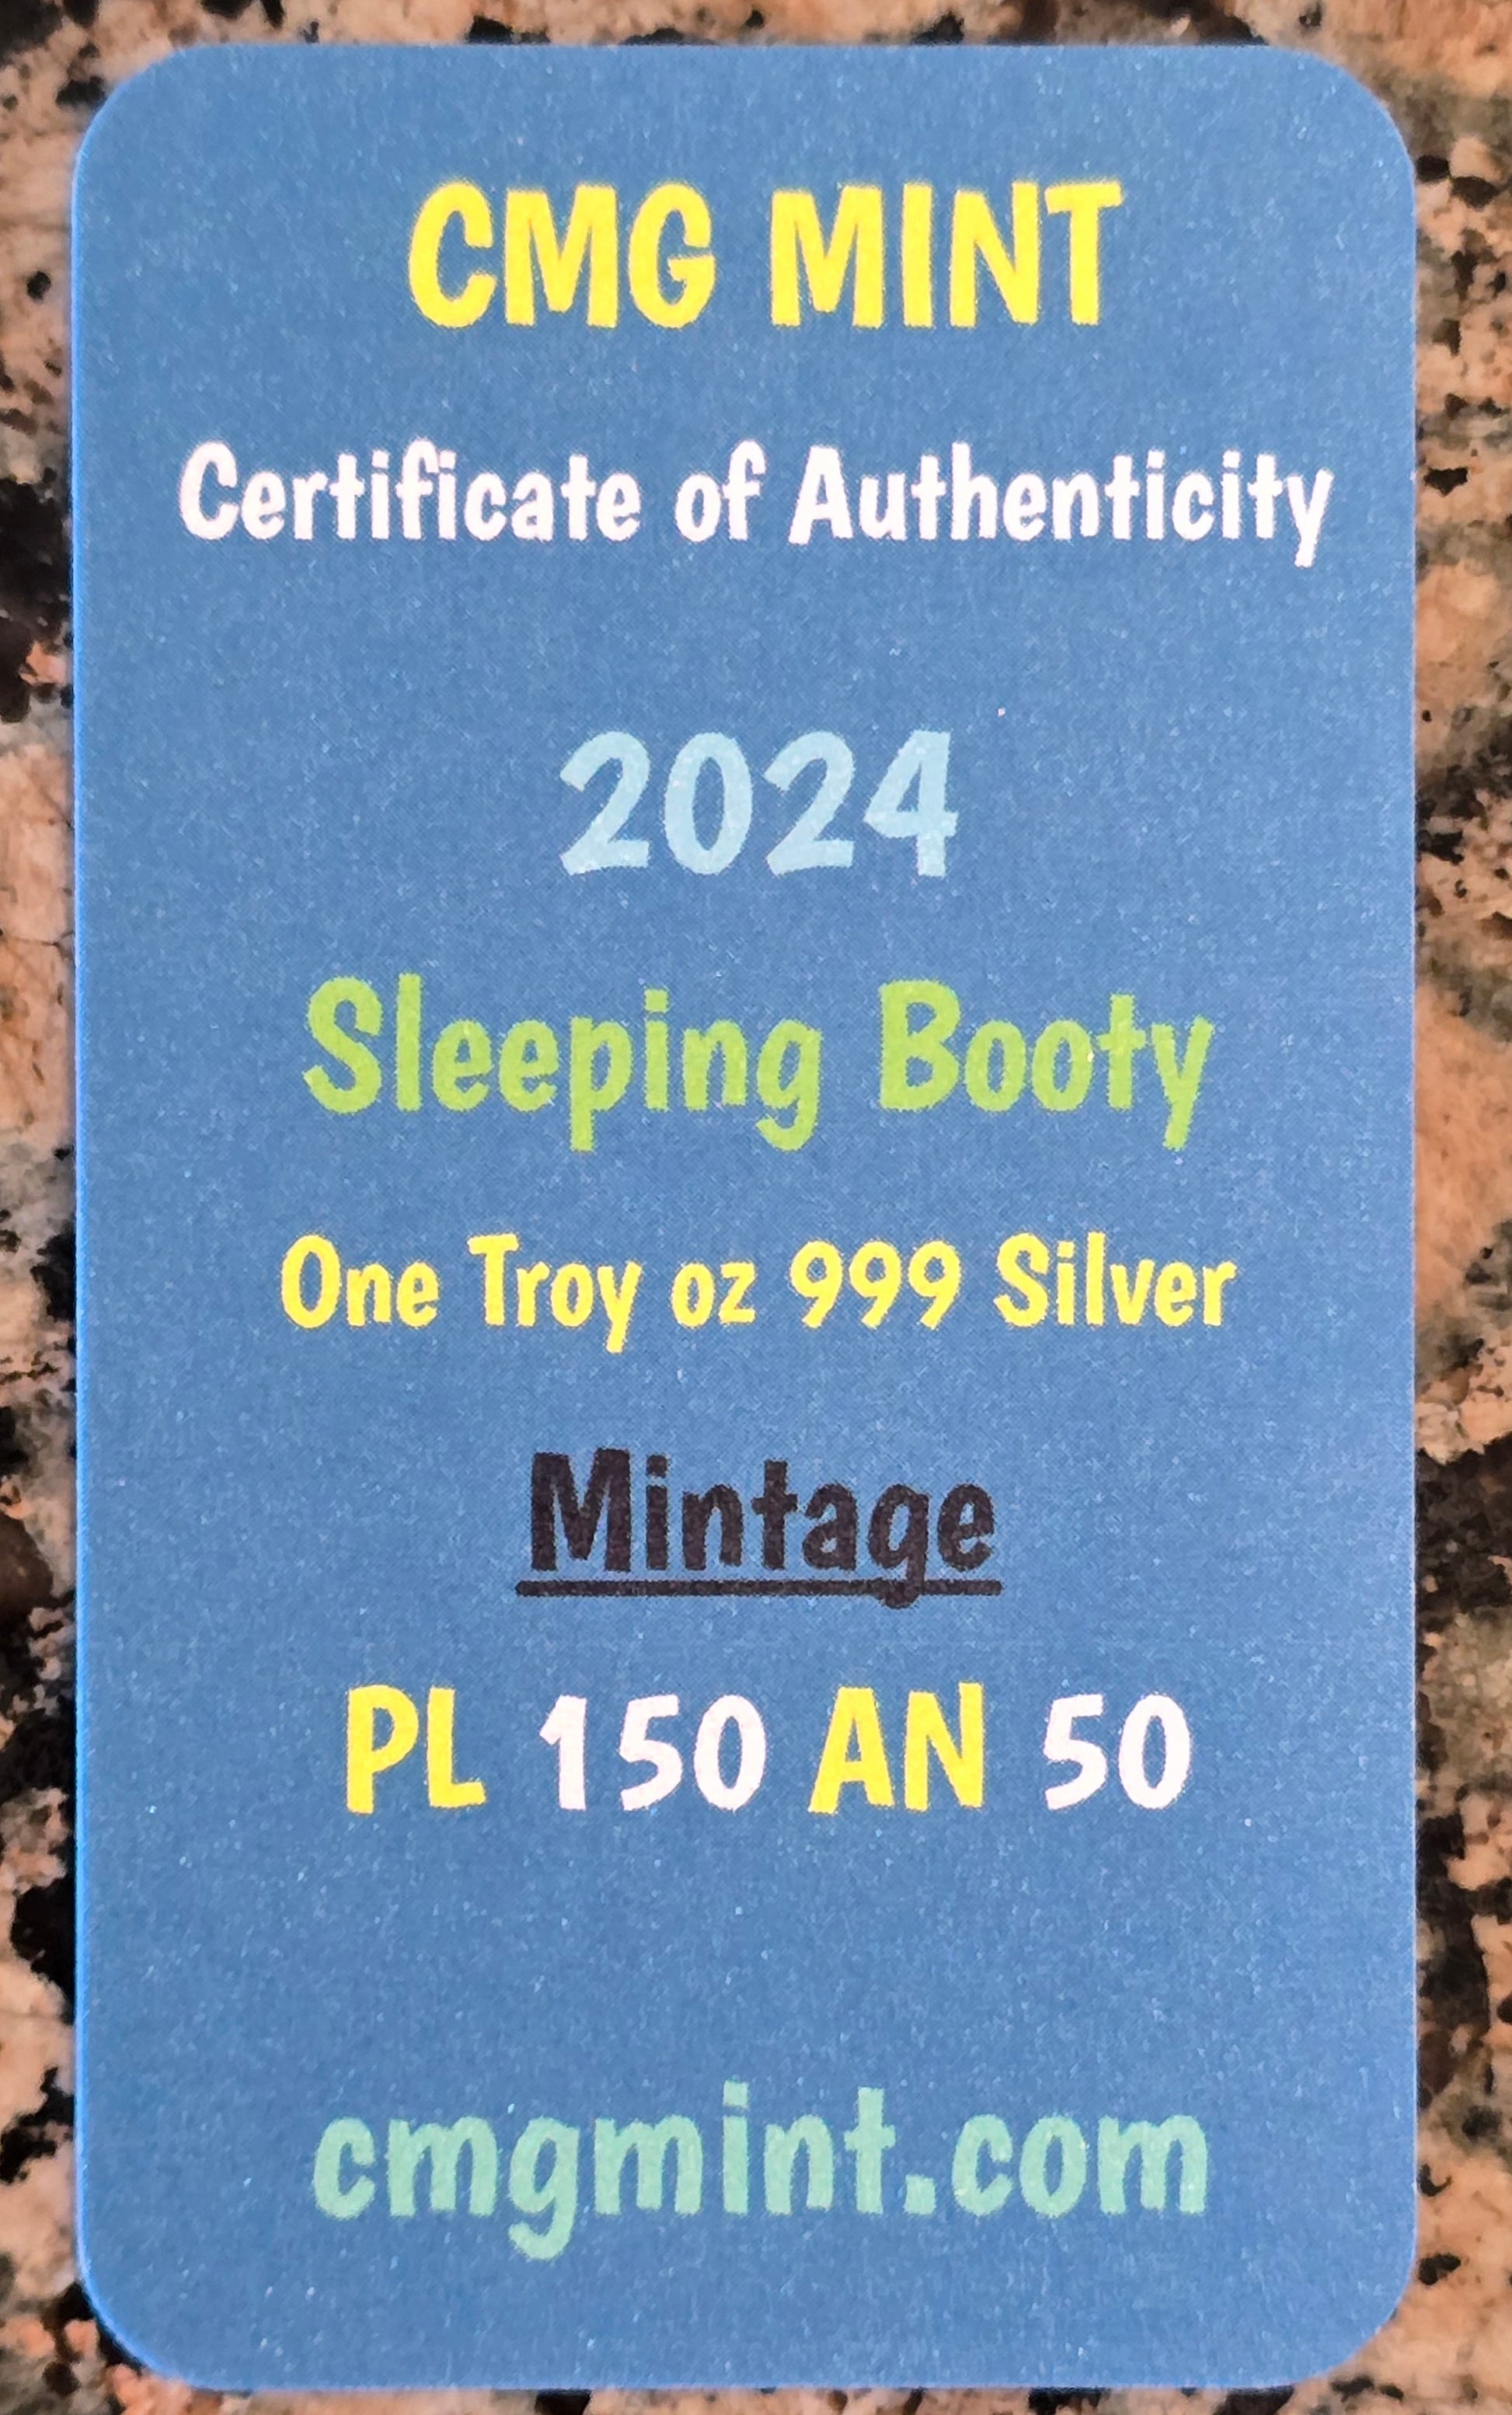 CMG MINT
Certificate of Authenticity
2024
Sleeping Booty
One Troy oz 999 Silver
Mintage
PL 150 AN 50
cmgmint.com